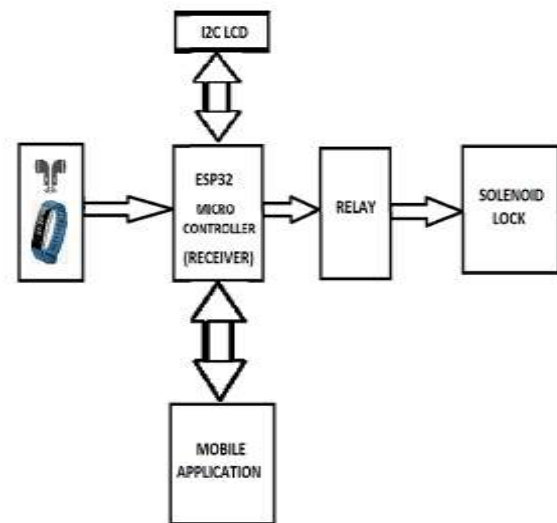 I2C LCD
ESP32
MICRO
CONTROLLER
(RECEIVER)
RELAY
SOLENOID
LOCK
MOBILE
APPLICATION